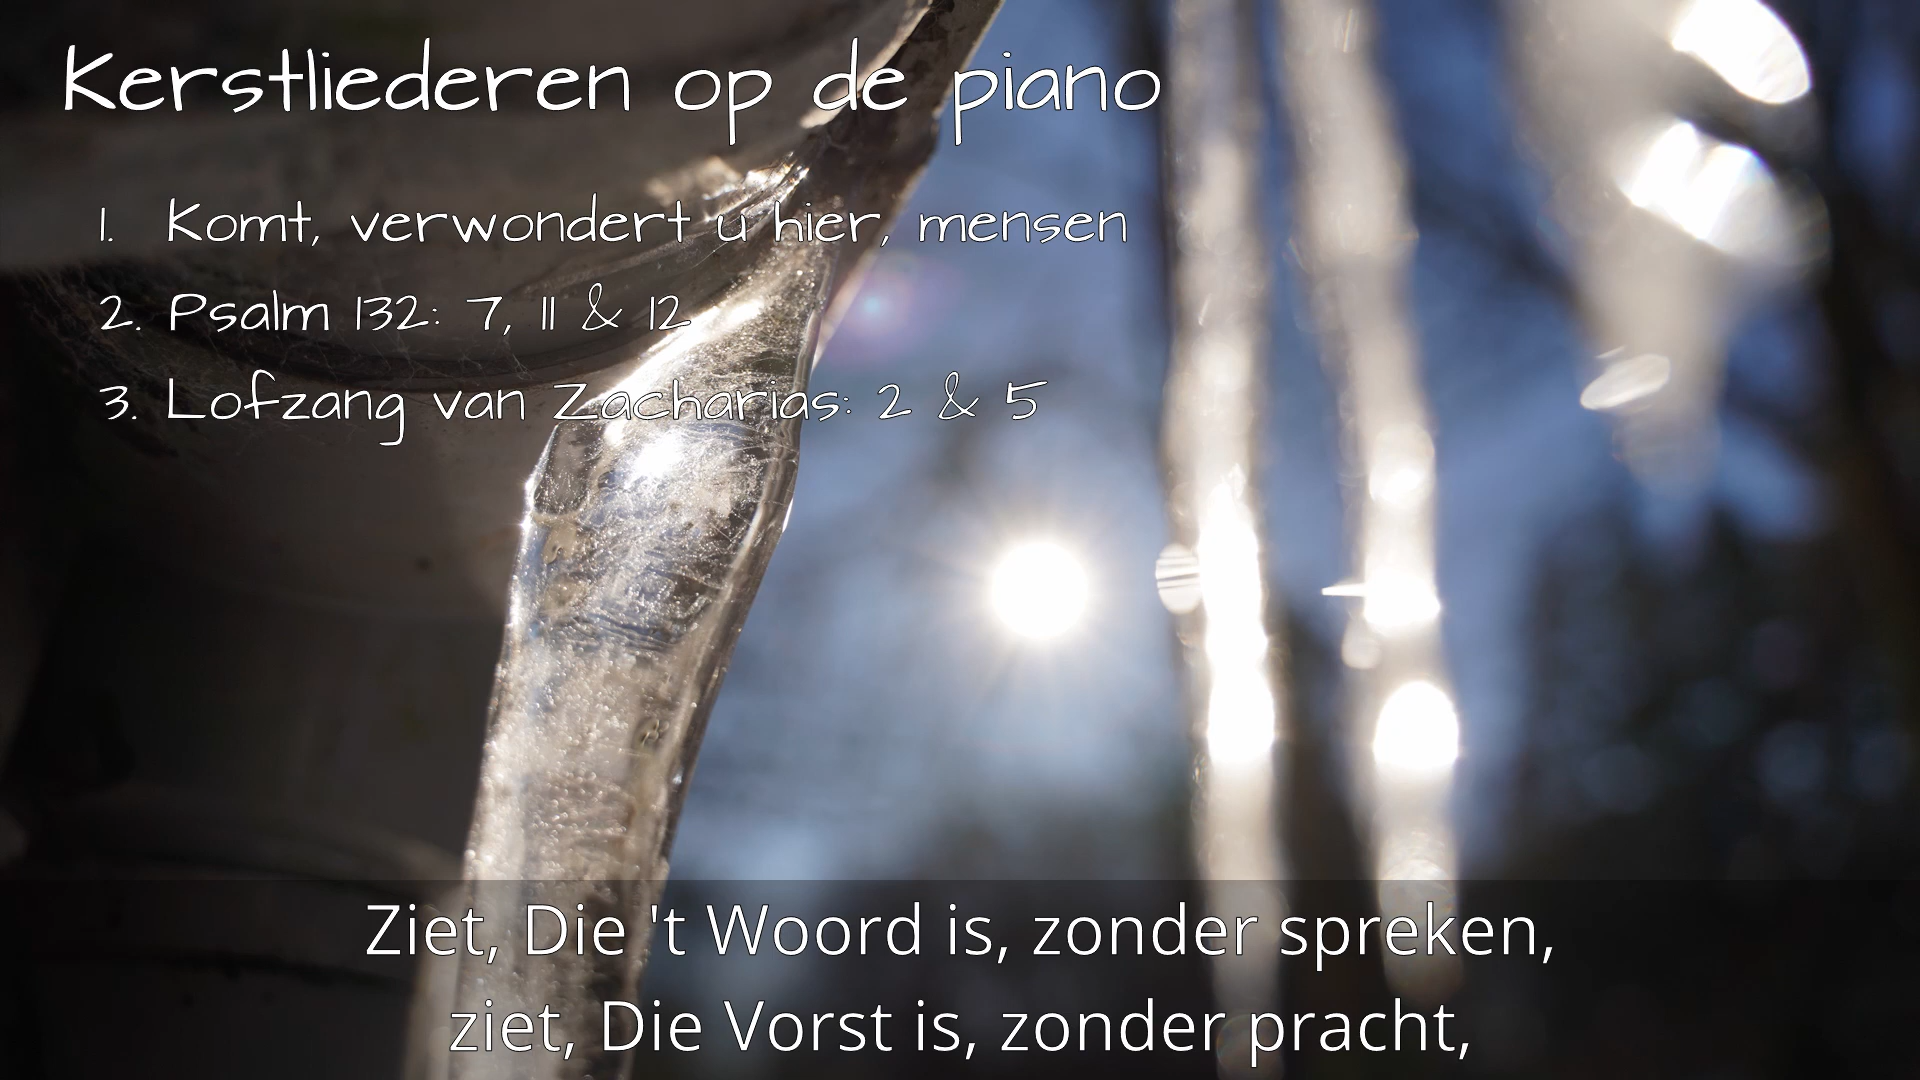 Kerstliederen op de piano
1. Komt, verwondert u hier, mensen
2. Psalm 132: 7, 11 & 12
3. Lofzang van Zacharias: 2 & 5
Ziet, Die 't Woord is, zonder spreken,
ziet, Die Vorst is, zonder pracht,